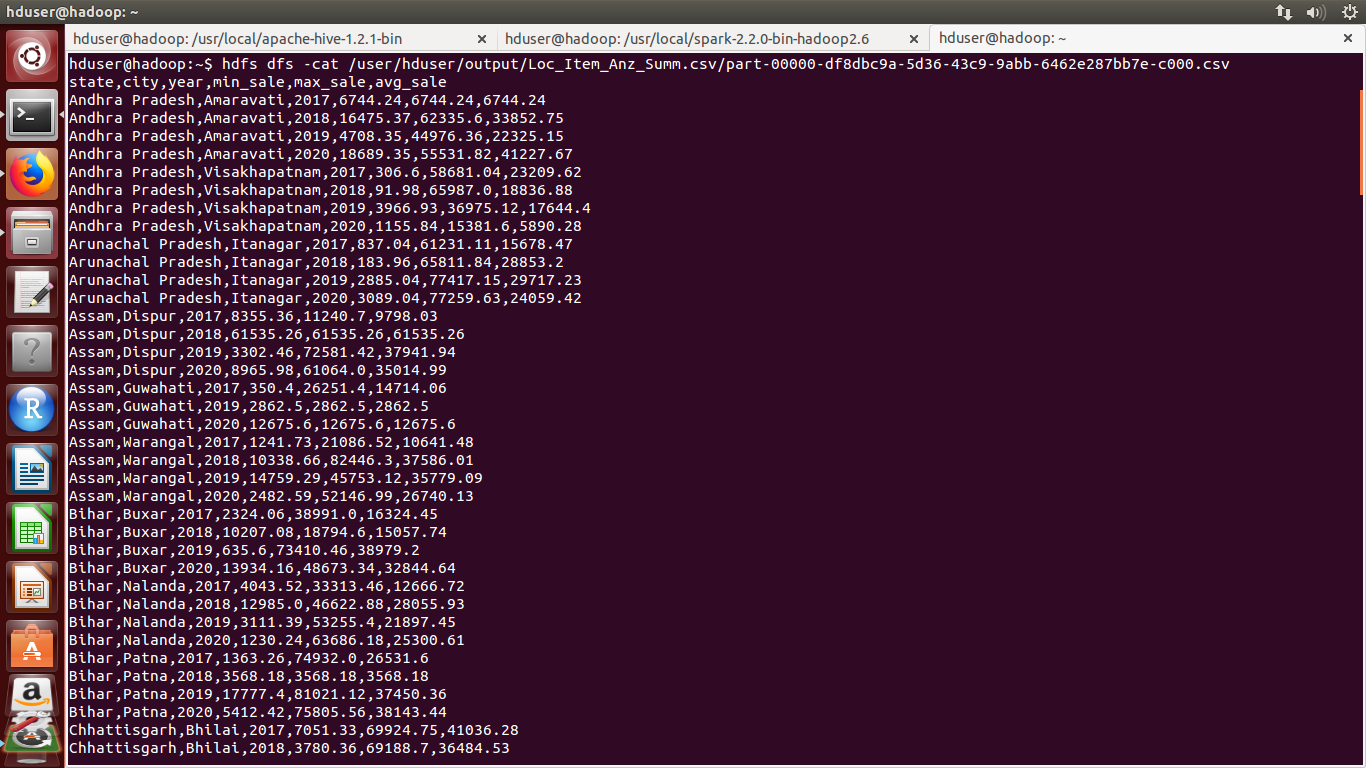 hduser@hadoop: ~
hduser@hadoop: /usr/local/apache-hive-1.2.1-bin
hduser@hadoop: /usr/local/spark-2.2.0-bin-hadoop2.6
hduser@hadoop: ~
hduser@hadoop:~$ hdfs dfs -cat /user/hduser/output/Loc_Item_Anz_Summ.csv/part-00000-df8dbc9a-5d36-43c9-9abb-6462e287bb7e-c000.csv
state,city,year,min_sale,max_sale,avg_sale
Andhra Pradesh,Amaravati,2017,6744.24,6744.24,6744.24
Andhra Pradesh,Amaravati,2018,16475.37,62335.6,33852.75
Andhra Pradesh,Amaravati,2019,4708.35,44976.36,22325.15
Andhra Pradesh,Amaravati,2020,18689.35,55531.82,41227.67
Andhra Pradesh,Visakhapatnam,2017,306.6,58681.04,23209.62
Andhra Pradesh,Visakhapatnam,2018,91.98,65987.0,18836.88
Andhra Pradesh,Visakhapatnam,2019,3966.93,36975.12,17644.4
Andhra Pradesh,Visakhapatnam,2020,1155.84,15381.6,5890.28
Arunachal Pradesh,Itanagar,2017,837.04,61231.11,15678.47
Arunachal Pradesh,Itanagar,2018,183.96,65811.84,28853.2
Arunachal Pradesh,Itanagar,2019,2885.04,77417.15,29717.23
Arunachal Pradesh,Itanagar,2020,3089.04,77259.63,24059.42
Assam,Dispur,2017,8355.36,11240.7,9798.03
Assam,Dispur,2018,61535.26,61535.26,61535.26
Assam,Dispur,2019,3302.46,72581.42,37941.94
Assam,Dispur,2020,8965.98,61064.0,35014.99
Assam,Guwahati,2017,350.4,26251.4,14714.06
Assam,Guwahati,2019,2862.5,2862.5,2862.5
Assam,Guwahati,2020,12675.6,12675.6,12675.6
Assam,Warangal,2017,1241.73,21086.52,10641.48
Assam,Warangal,2018,10338.66,82446.3,37586.01
Assam,Warangal,2019,14759.29,45753.12,35779.09
Assam,Warangal,2020,2482.59,52146.99,26740.13
Bihar,Buxar,2017,2324.06,38991.0,16324.45
Bihar,Buxar,2018,10207.08,18794.6,15057.74
Bihar,Buxar,2019,635.6,73410.46,38979.2
Bihar,Buxar,2020,13934.16,48673.34,32844.64
Bihar,Nalanda,2017,4043.52,33313.46,12666.72
Bihar,Nalanda,2018,12985.0,46622.88,28055.93
Bihar,Nalanda,2019,3111.39,53255.4,21897.45
Bihar,Nalanda,2020,1230.24,63686.18,25300.61
Bihar,Patna,2017,1363.26,74932.0,26531.6
Bihar,Patna,2018,3568.18,3568.18,3568.18
Bihar,Patna,2019,17777.4,81021.12,37450.36
Bihar,Patna,2020,5412.42,75805.56,38143.44
Chhattisgarh,Bhilai,2017,7051.33,69924.75,41036.28
Chhattisgarh,Bhilai,2018,3780.36,69188.7,36484.53